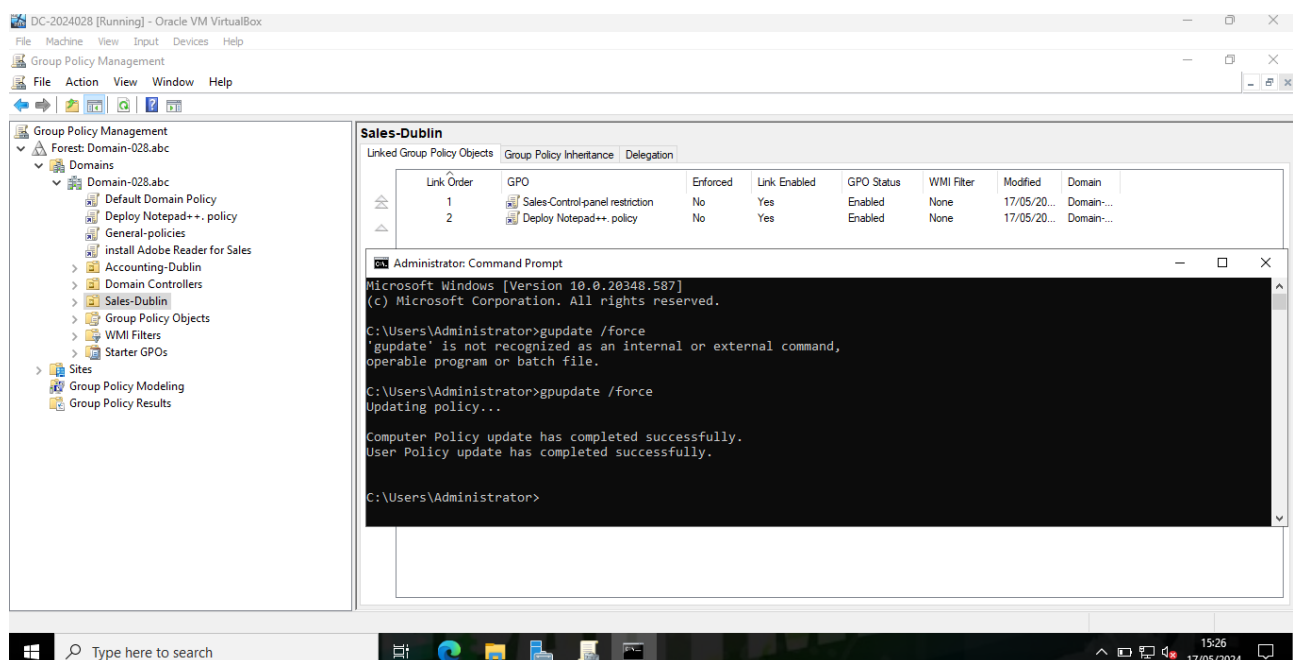 DC-2024028 [Running] - Oracle VM VirtualBox
File Machine View Input Devices Help
Group Policy Management
File Action View Window Help
Group Policy Management
Forest: Domain-028.abc
Domains
Domain-028.abc
Default Domain Policy
Deploy Notepad++. policy
General-policies
install Adobe Reader for Sales
Accounting-Dublin
Domain Controllers
Sales-Dublin
Group Policy Objects
WMI Filters
Starter GPOs
Sites
Group Policy Modeling
Group Policy Results
Sales-Dublin
Linked Group Policy Objects Group Policy Inheritance Delegation
Link Order GPO Enforced Link Enabled GPO Status WMI Filter Modified Domain
1 Sales-Control-panel restriction No Yes Enabled None 17/05/20... Domain-...
2 Deploy Notepad++. policy No Yes Enabled None 17/05/20... Domain-...
Administrator: Command Prompt
Microsoft Windows [Version 10.0.20348.587]
(c) Microsoft Corporation. All rights reserved.
C:\Users\Administrator>gupdate /force
'gupdate' is not recognized as an internal or external command,
operable program or batch file.
C:\Users\Administrator>gpupdate /force
Updating policy...
Computer Policy update has completed successfully.
User Policy update has completed successfully.
C:\Users\Administrator>
Type here to search
15:26
17/05/2024